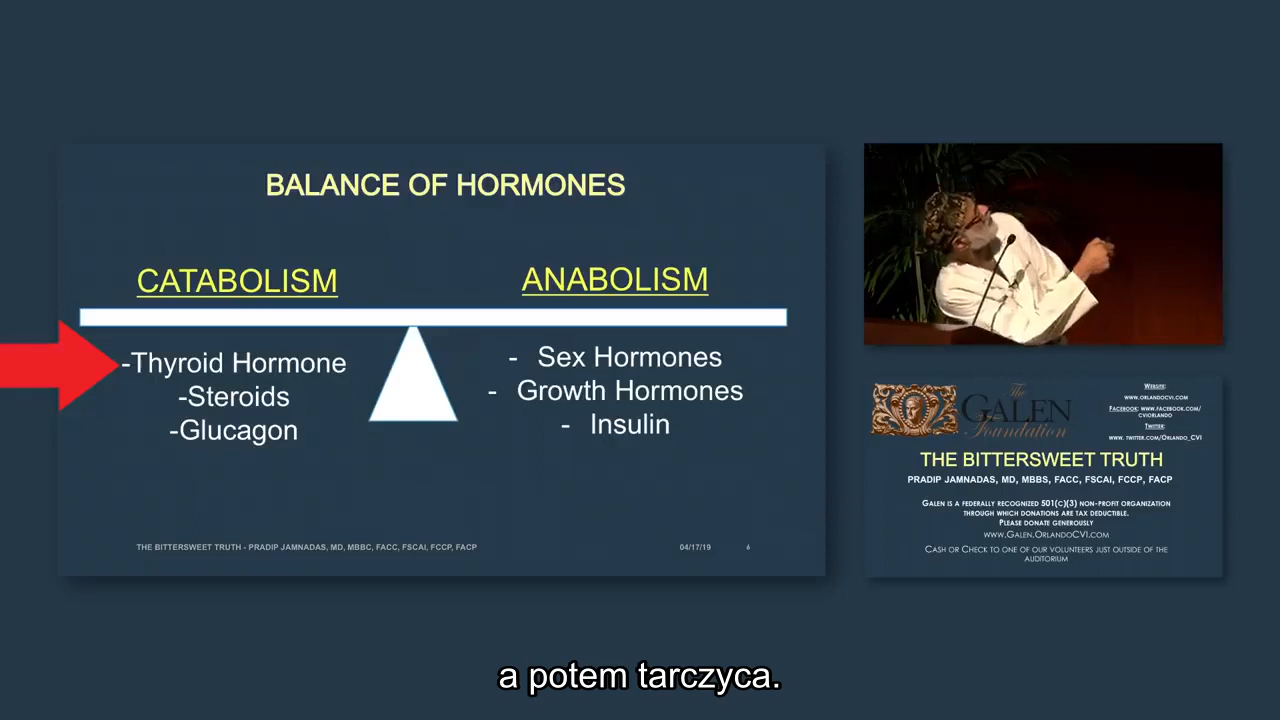 BALANCE OF HORMONES
CATABOLISM
-Thyroid Hormone
-Steroids
-Glucagon
ANABOLISM
- Sex Hormones
- Growth Hormones
- Insulin
THE BITTERSWEET TRUTH - PRADIP JAMNADAS, MD, MBBC, FACC, FSCAI, FCCP, FACP
04/17/19
6
The
GALEN
Foundation
WEBSITE:
WWW.ORLANDOCVI.COM
FACEBOOK: WWW.FACEBOOK.COM/
CVIORLANDO
TWITTER:
WWW. TWITTER.COM/ORLANDO_CVI
THE BITTERSWEET TRUTH
PRADIP JAMNADAS, MD, MBBS, FACC, FSCAI, FCCP, FACP
GALEN IS A FEDERALLY RECOGNIZED 501(C)(3) NON-PROFIT ORGANIZATION
THROUGH WHICH DONATIONS ARE TAX DEDUCTIBLE.
PLEASE DONATE GENEROUSLY
WWW.GALEN.ORLANDOCVI.COM
CASH OR CHECK TO ONE OF OUR VOLUNTEERS JUST OUTSIDE OF THE
AUDITORIUM
a potem tarczyca.